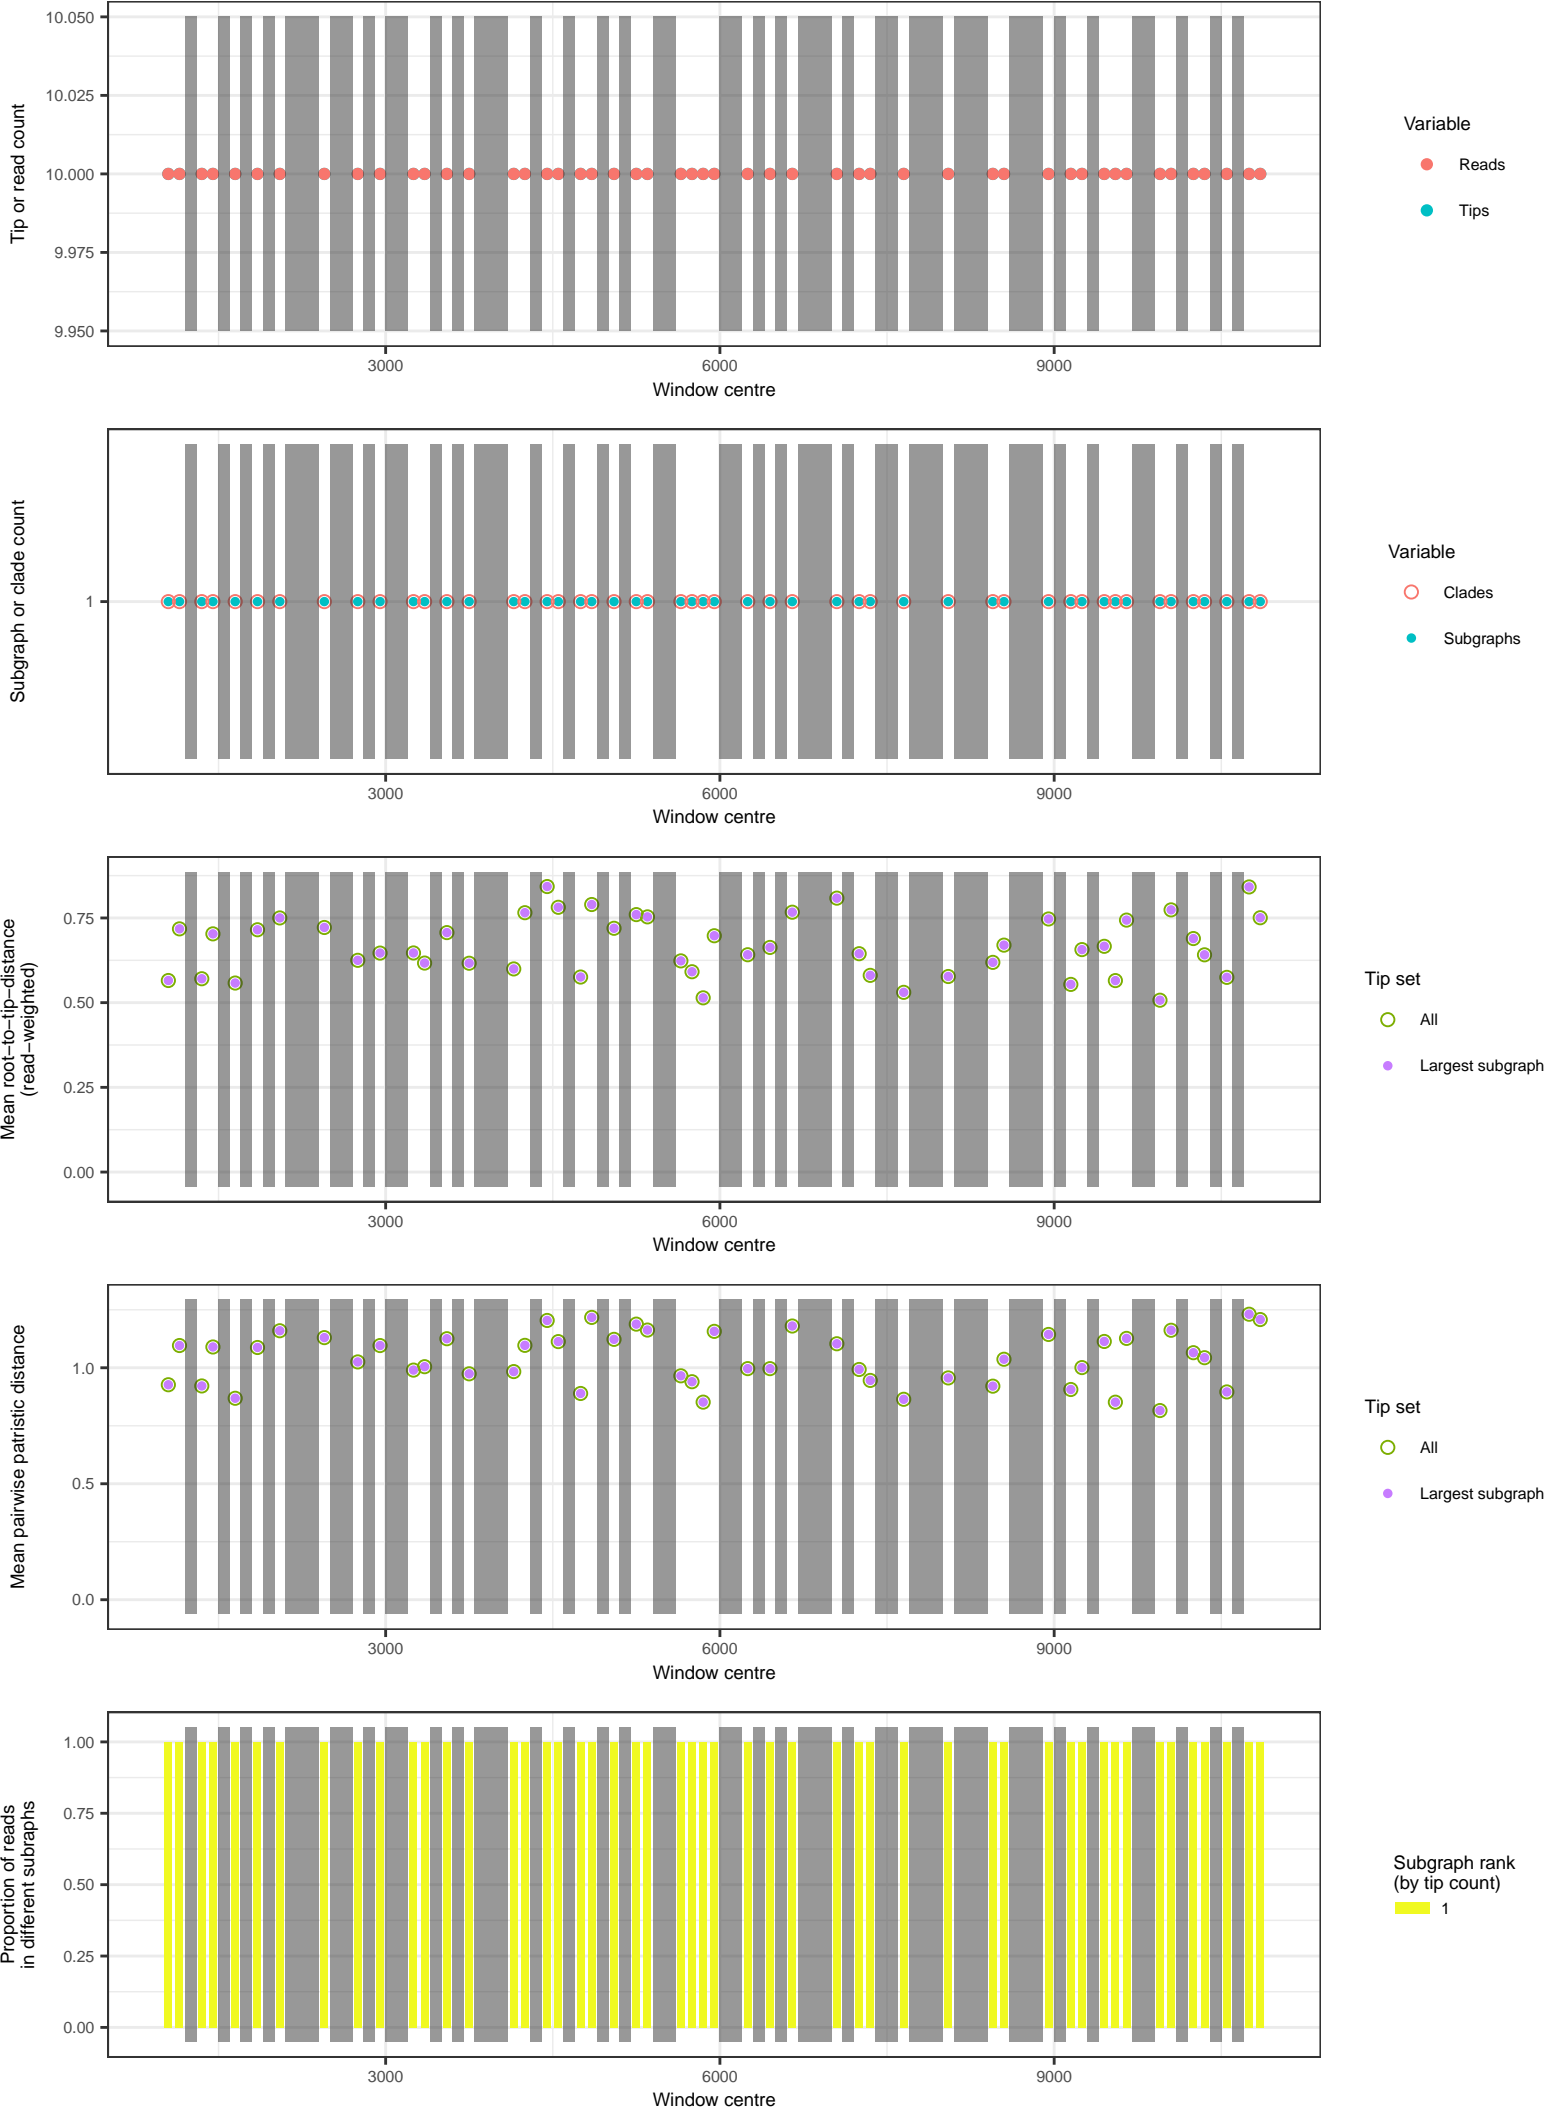 Tip or read count
10.050
10.025
10.000
9.975
9.950
3000
6000
9000
Window centre
Variable
Reads
Tips
Subgraph or clade count
1
3000
6000
9000
Window centre
Variable
Clades
Subgraphs
Mean root−to−tip−distance
(read−weighted)
0.75
0.50
0.25
0.00
3000
6000
9000
Window centre
Tip set
All
Largest subgraph
Mean pairwise patristic distance
1.0
0.5
0.0
3000
6000
9000
Window centre
Tip set
All
Largest subgraph
Proportion of reads
in different subraphs
1.00
0.75
0.50
0.25
0.00
3000
6000
9000
Window centre
Subgraph rank
(by tip count)
1